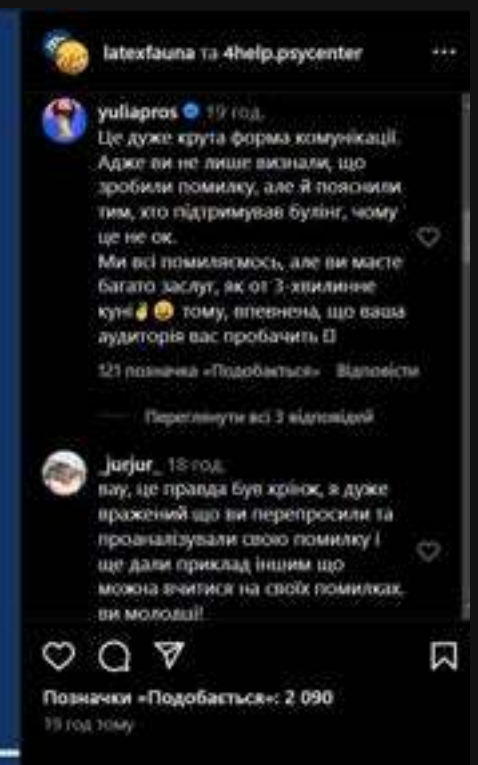 latexfauna та 4help.psycenter
yuliapros 19 год.
Це дуже крута форма комунікації.
Адже ви не лише визнали, що
зробили помилку, але й пояснили
тим, хто підтримував булінг, чому
це не ок.
Ми всі помиляємось, але ви маєте
багато заслуг, як от 3-хвилинне
куні✌️😄 тому, впевнена, що ваша
аудиторія вас пробачить
121 позначка «Подобається» Відповісти
Переглянути всі 3 відповідей
_jurjur_ 18 год.
вау, це правда був крінж, я дуже
вражений що ви перепросили та
проаналізували свою помилку і
ще дали приклад іншим що
можна вчитися на своїх помилках.
ви молодці!
Позначки «Подобається»: 2 090
19 год тому